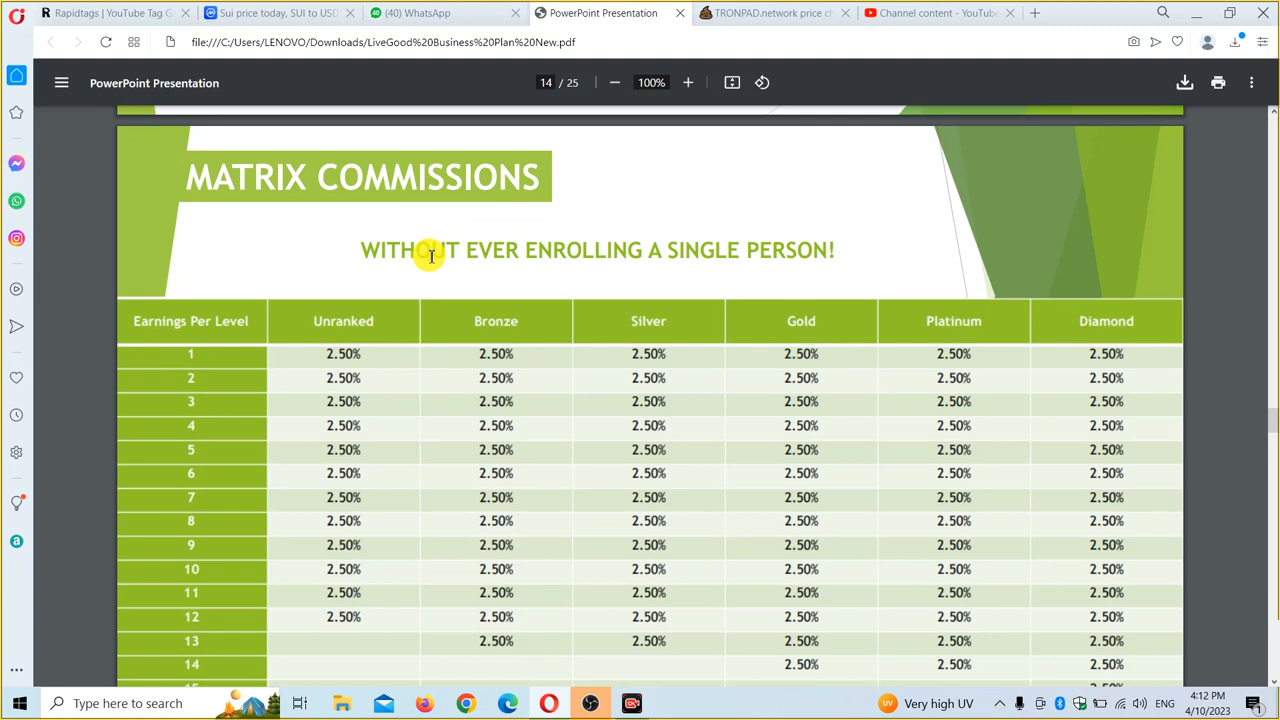 Rapidtags | YouTube Tag G
Sui price today, SUI to USD
(40) WhatsApp
PowerPoint Presentation
TRONPAD.network price ch
Channel content - YouTube
file:///C:/Users/LENOVO/Downloads/LiveGood%20Business%20Plan%20New.pdf
PowerPoint Presentation
14 / 25
100%
MATRIX COMMISSIONS
WITHOUT EVER ENROLLING A SINGLE PERSON!
Earnings Per Level Unranked Bronze Silver Gold Platinum Diamond
1 2.50% 2.50% 2.50% 2.50% 2.50% 2.50%
2 2.50% 2.50% 2.50% 2.50% 2.50% 2.50%
3 2.50% 2.50% 2.50% 2.50% 2.50% 2.50%
4 2.50% 2.50% 2.50% 2.50% 2.50% 2.50%
5 2.50% 2.50% 2.50% 2.50% 2.50% 2.50%
6 2.50% 2.50% 2.50% 2.50% 2.50% 2.50%
7 2.50% 2.50% 2.50% 2.50% 2.50% 2.50%
8 2.50% 2.50% 2.50% 2.50% 2.50% 2.50%
9 2.50% 2.50% 2.50% 2.50% 2.50% 2.50%
10 2.50% 2.50% 2.50% 2.50% 2.50% 2.50%
11 2.50% 2.50% 2.50% 2.50% 2.50% 2.50%
12 2.50% 2.50% 2.50% 2.50% 2.50% 2.50%
13 2.50% 2.50% 2.50% 2.50% 2.50%
14 2.50% 2.50% 2.50%
Type here to search
Very high UV
4:12 PM
4/10/2023